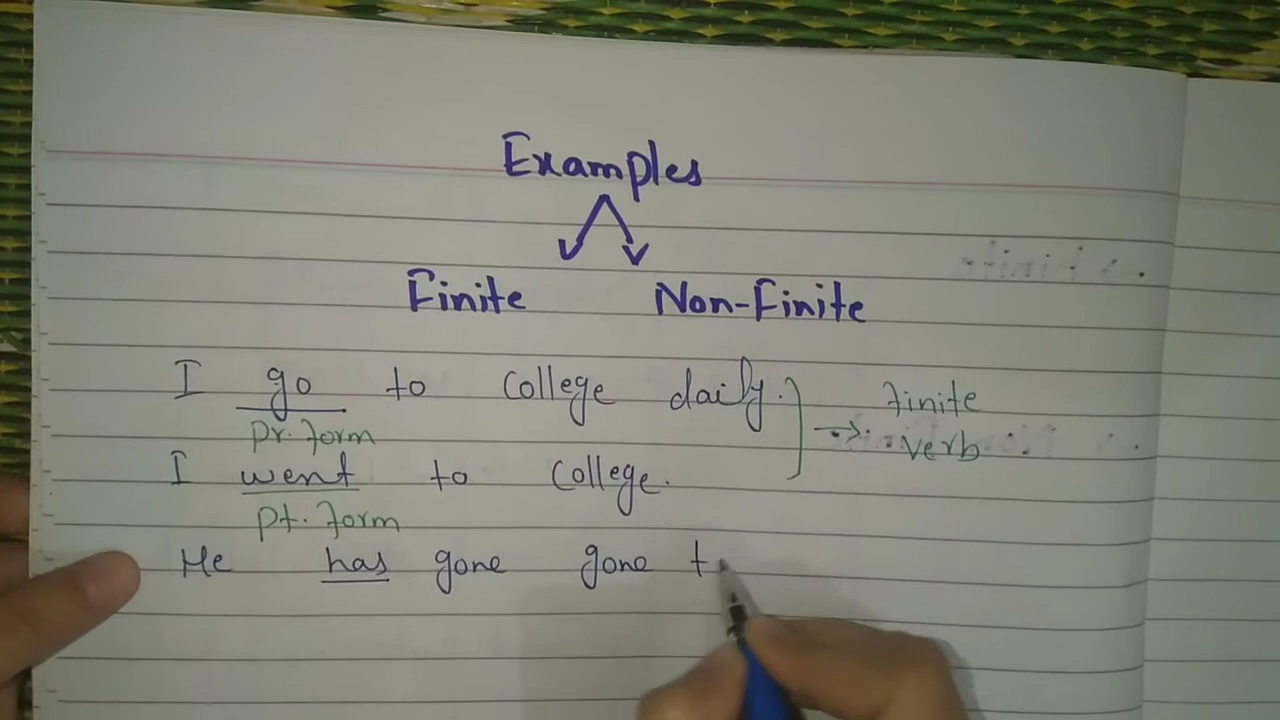 Examples
Finite Non-Finite
I go to College daily.
finite
pr. form
verb
I went to College.
pt. form
He has gone gone t